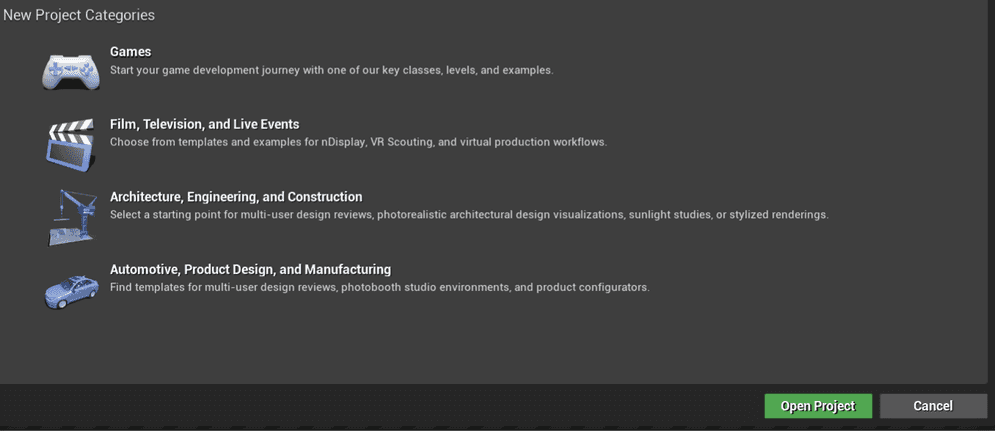 New Project Categories
Games
Start your game development journey with one of our key classes, levels, and examples.
Film, Television, and Live Events
Choose from templates and examples for nDisplay, VR Scouting, and virtual production workflows.
Architecture, Engineering, and Construction
Select a starting point for multi-user design reviews, photorealistic architectural design visualizations, sunlight studies, or stylized renderings.
Automotive, Product Design, and Manufacturing
Find templates for multi-user design reviews, photobooth studio environments, and product configurators.
Open Project
Cancel